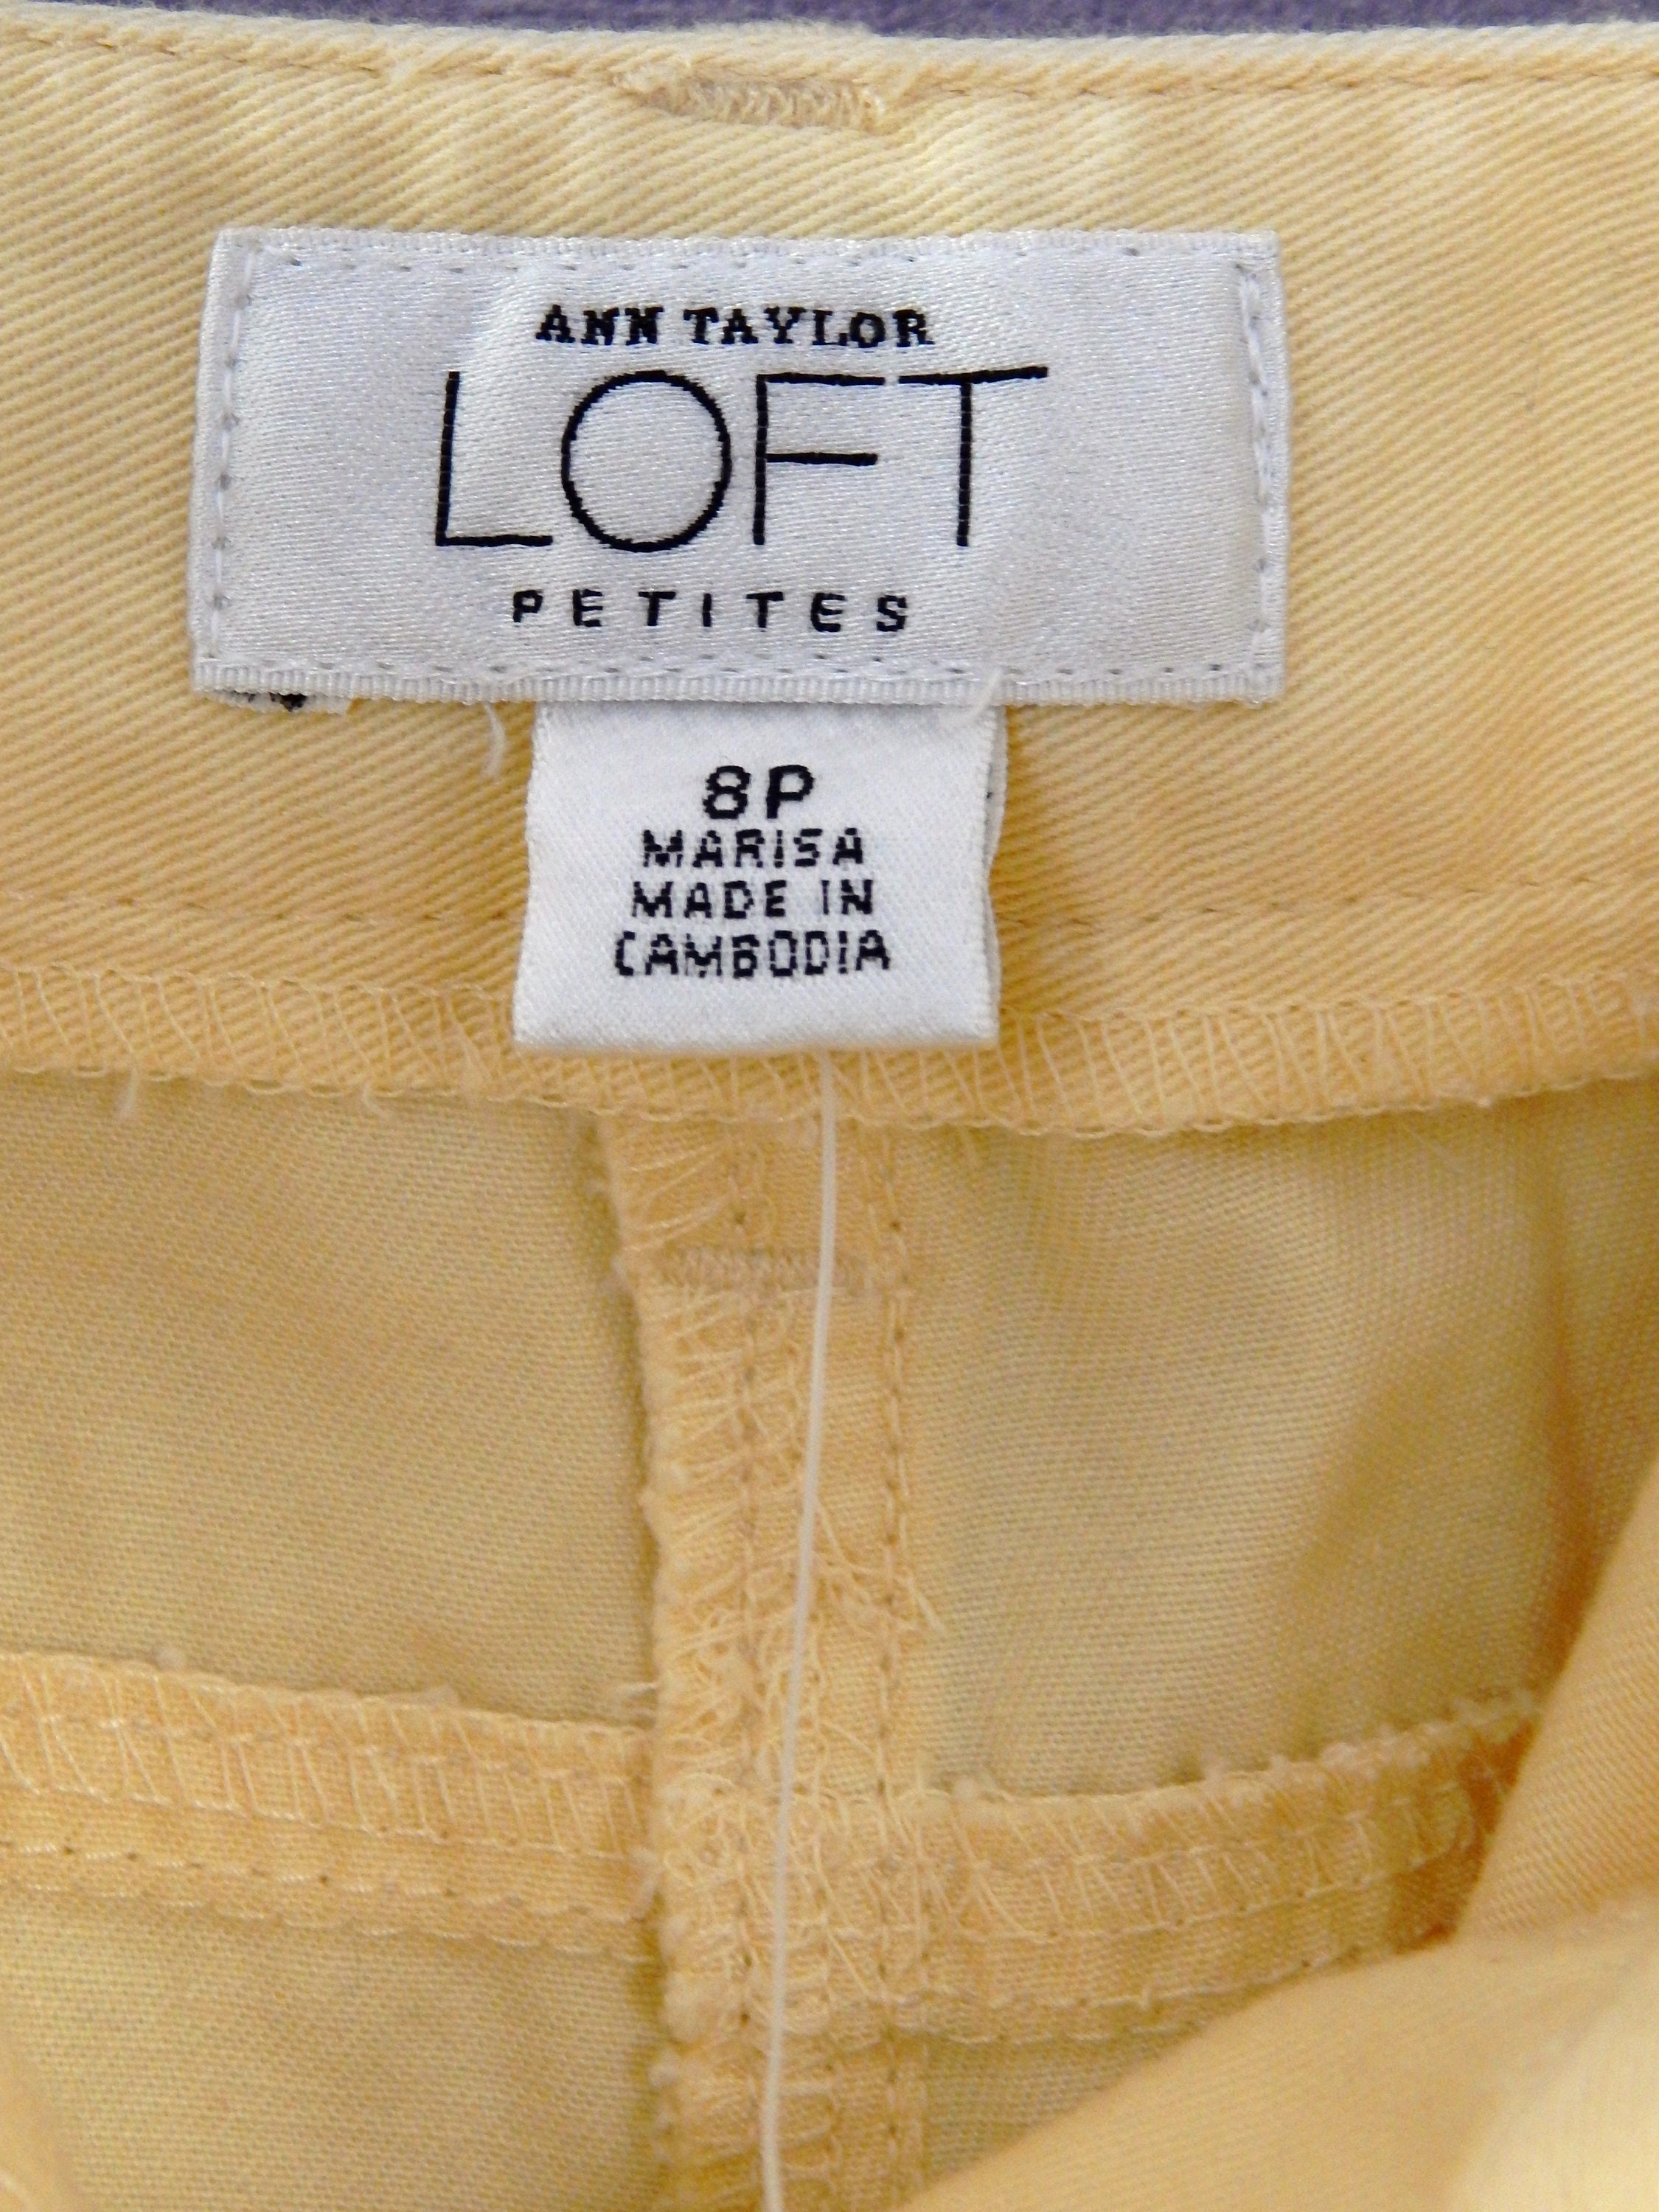 ANN TAYLOR
LOFT
PETITES
8P
MARISA
MADE IN
CAMBODIA